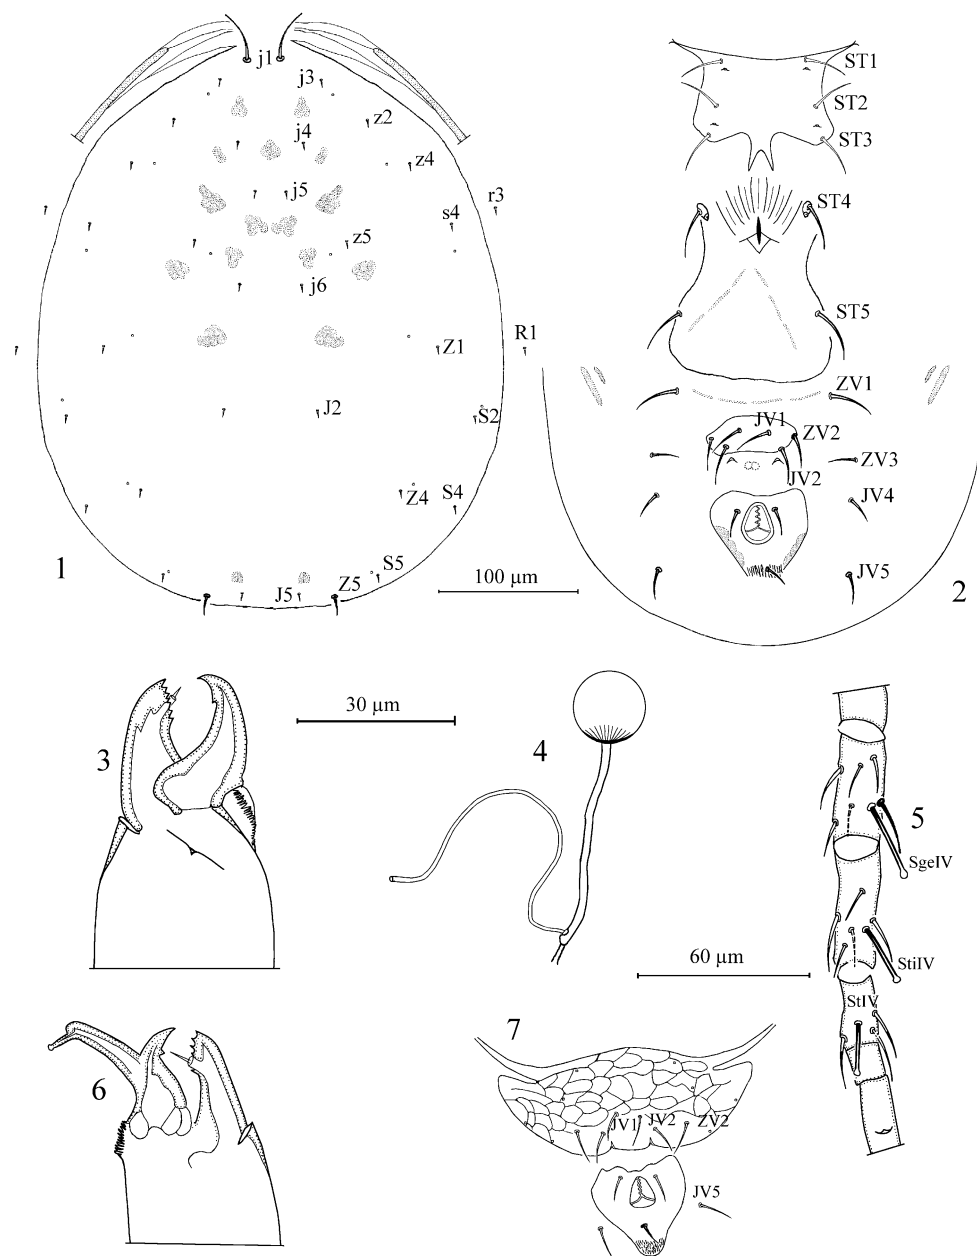 j1
j3
z2
j4
z4
j5
r3
s4
z5
j6
R1
Z1
J2
S2
Z4
S4
1
S5
Z5
J5
100 µm
ST1
ST2
ST3
ST4
ST5
ZV1
JV1
ZV2
ZV3
JV2
JV4
JV5
2
3
30 µm
4
5
SgeIV
StiIV
StIV
60 µm
6
7
JV1
JV2
ZV2
JV5